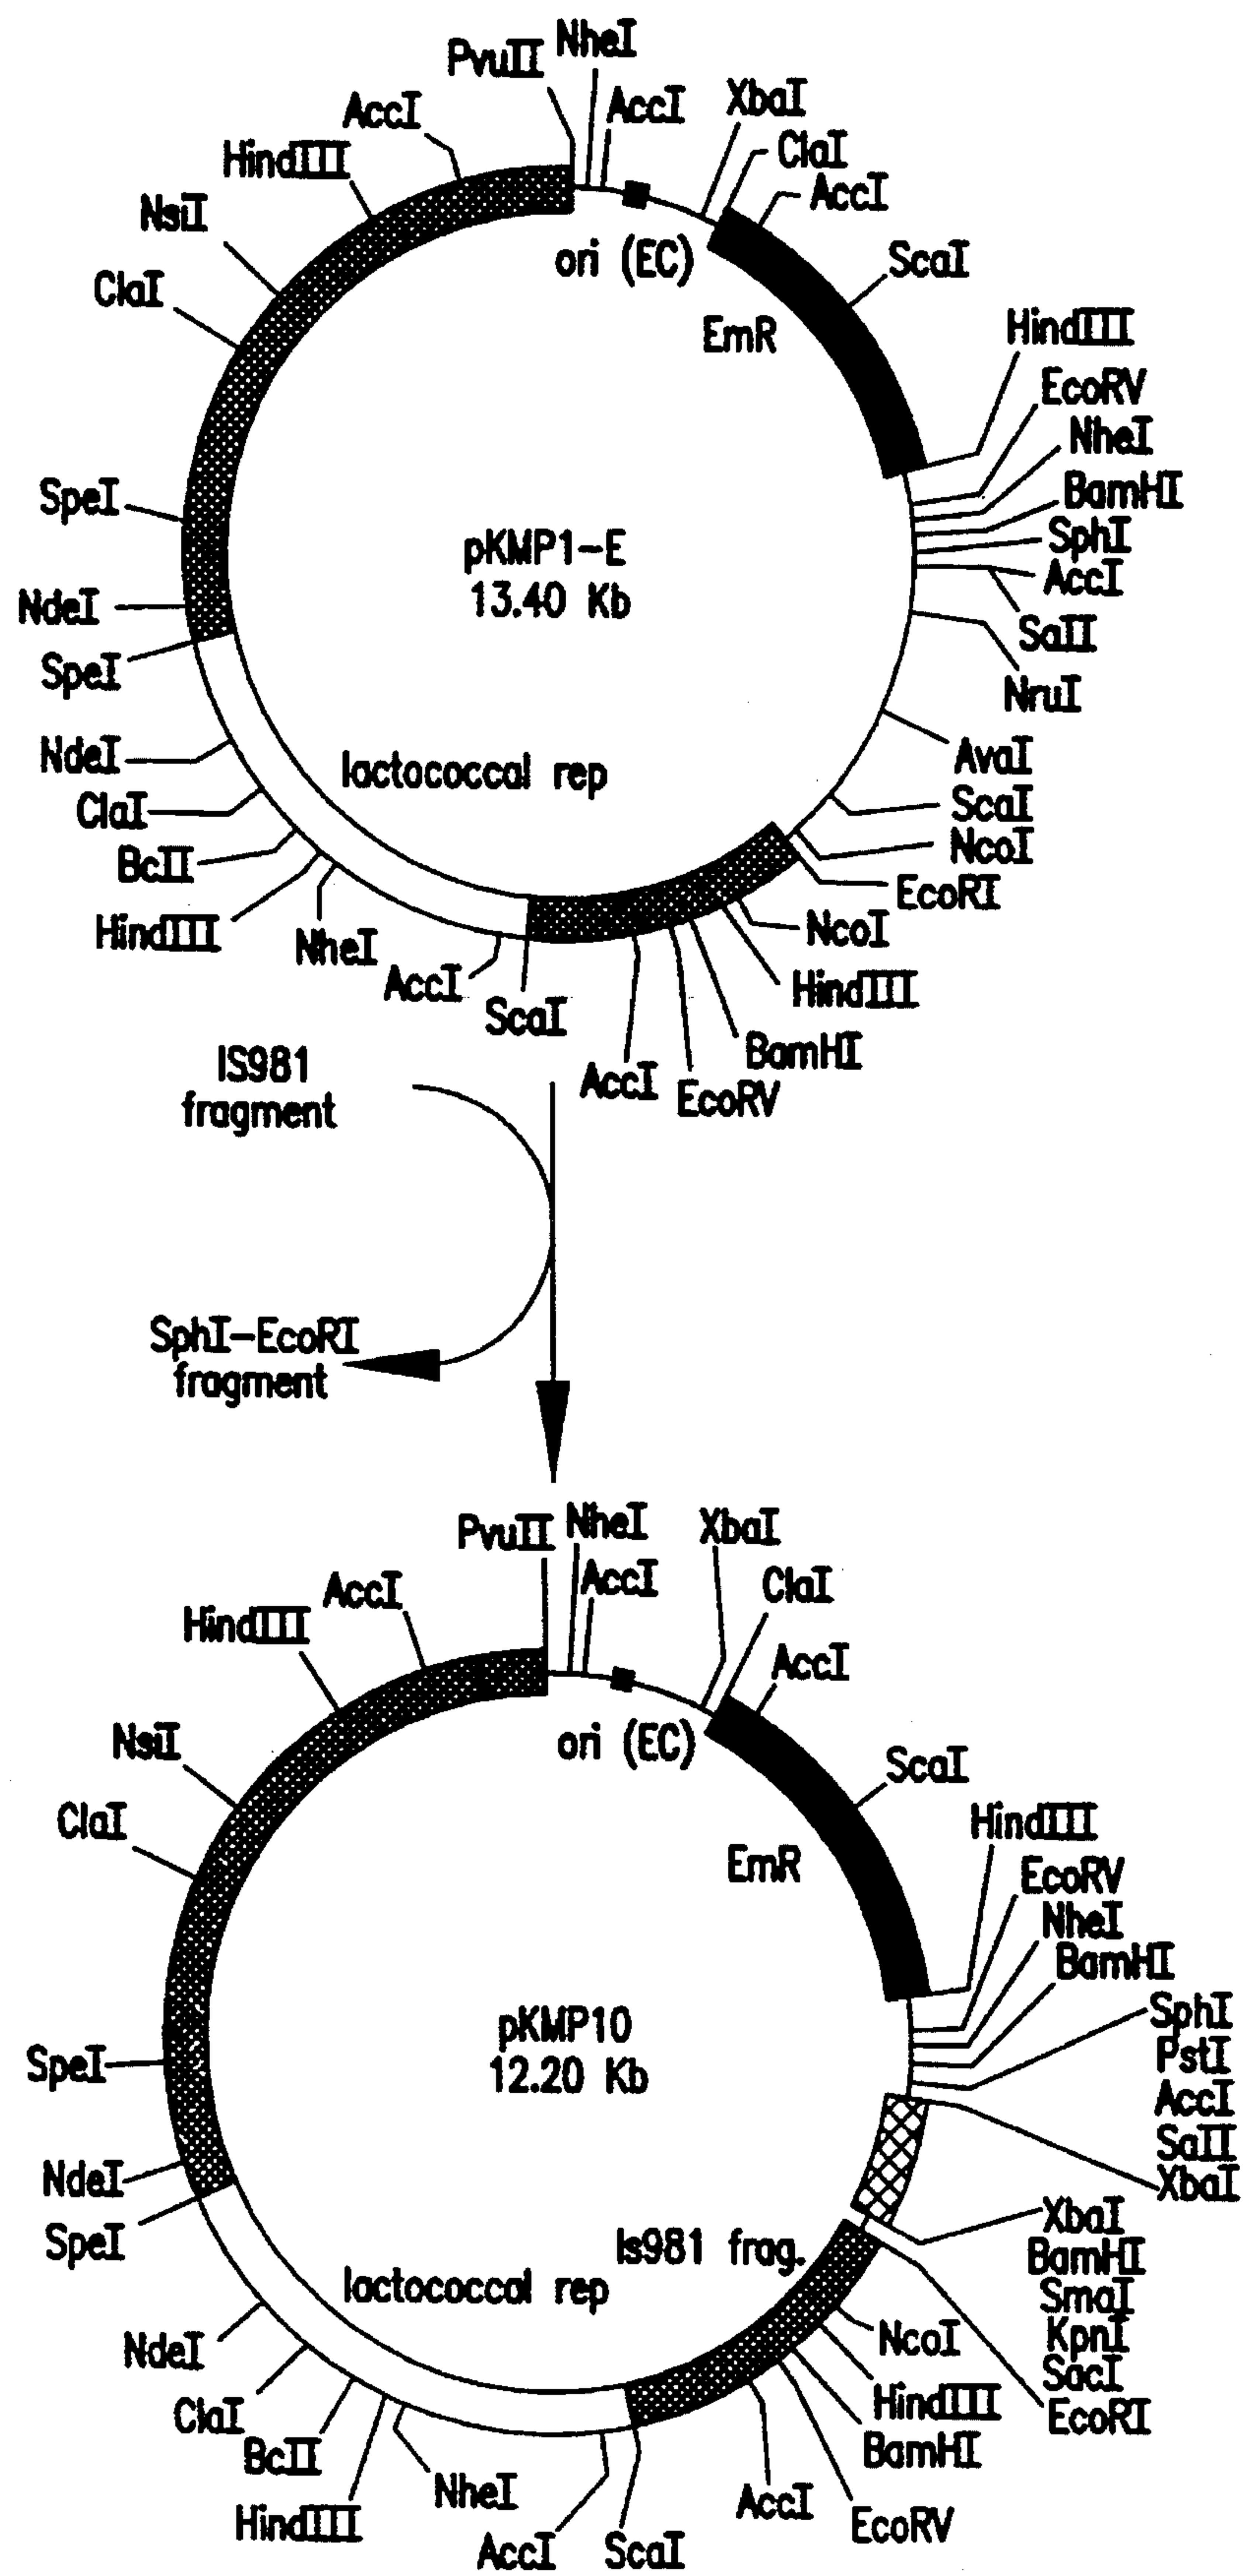 PvuII
NheI
AccI
XbaI
ClaI
AccI
ScaI
HindIII
EcoRV
NheI
BamHI
SphI
AccI
SalI
NruI
AvaI
ScaI
NcoI
EcoRI
NcoI
HindIII
BamHI
EcoRV
AccI
ScaI
AccI
NheI
HindIII
BclI
ClaI
NdeI
SpeI
NdeI
SpeI
ClaI
NsiI
HindIII
AccI
ori (EC)
EmR
pKMP1-E
13.40 Kb
lactococcal rep
IS981
fragment
SphI-EcoRI
fragment
PvuII
NheI
AccI
XbaI
ClaI
AccI
ScaI
HindIII
EcoRV
NheI
BamHI
SphI
PstI
AccI
SalI
XbaI
XbaI
BamHI
SmaI
KpnI
SacI
EcoRI
NcoI
HindIII
BamHI
EcoRV
AccI
ScaI
AccI
NheI
HindIII
BclI
ClaI
NdeI
SpeI
NdeI
SpeI
ClaI
NsiI
HindIII
AccI
ori (EC)
EmR
pKMP10
12.20 Kb
Is981 frag.
lactococcal rep